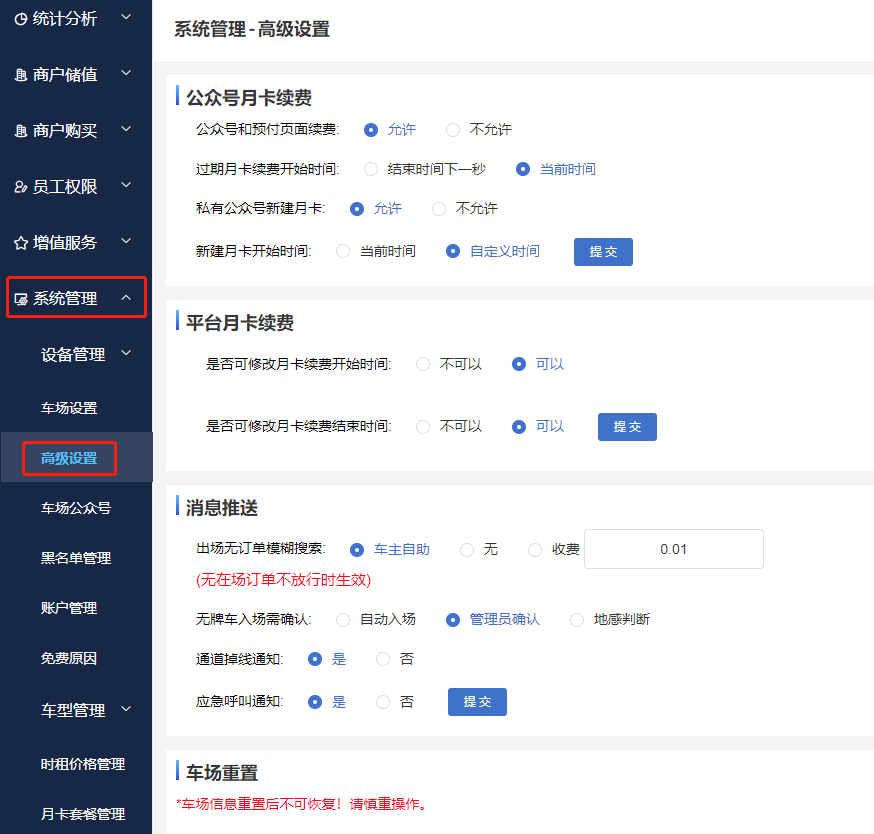 统计分析
商户储值
商户购买
员工权限
增值服务
系统管理
设备管理
车场设置
高级设置
车场公众号
黑名单管理
账户管理
免费原因
车型管理
时租价格管理
月卡套餐管理
系统管理-高级设置
公众号月卡续费
公众号和预付页面续费: 允许 不允许
过期月卡续费开始时间: 结束时间下一秒 当前时间
私有公众号新建月卡: 允许 不允许
新建月卡开始时间: 当前时间 自定义时间 提交
平台月卡续费
是否可修改月卡续费开始时间: 不可以 可以
是否可修改月卡续费结束时间: 不可以 可以 提交
消息推送
出场无订单模糊搜索: 车主自助 无 收费 0.01
(无在场订单不放行时生效)
无牌车入场需确认: 自动入场 管理员确认 地感判断
通道掉线通知: 是 否
应急呼叫通知: 是 否 提交
车场重置
*车场信息重置后不可恢复！请慎重操作。